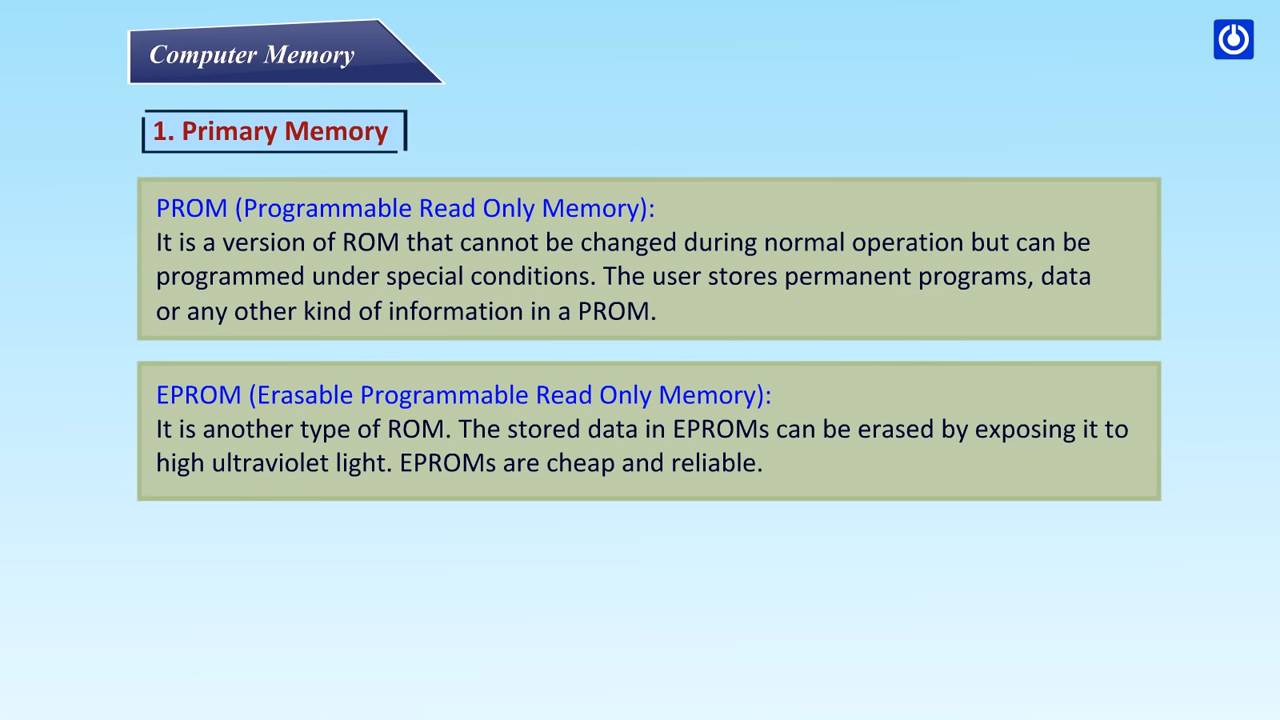 Computer Memory
1. Primary Memory
PROM (Programmable Read Only Memory):
It is a version of ROM that cannot be changed during normal operation but can be
programmed under special conditions. The user stores permanent programs, data
or any other kind of information in a PROM.
EPROM (Erasable Programmable Read Only Memory):
It is another type of ROM. The stored data in EPROMs can be erased by exposing it to
high ultraviolet light. EPROMs are cheap and reliable.